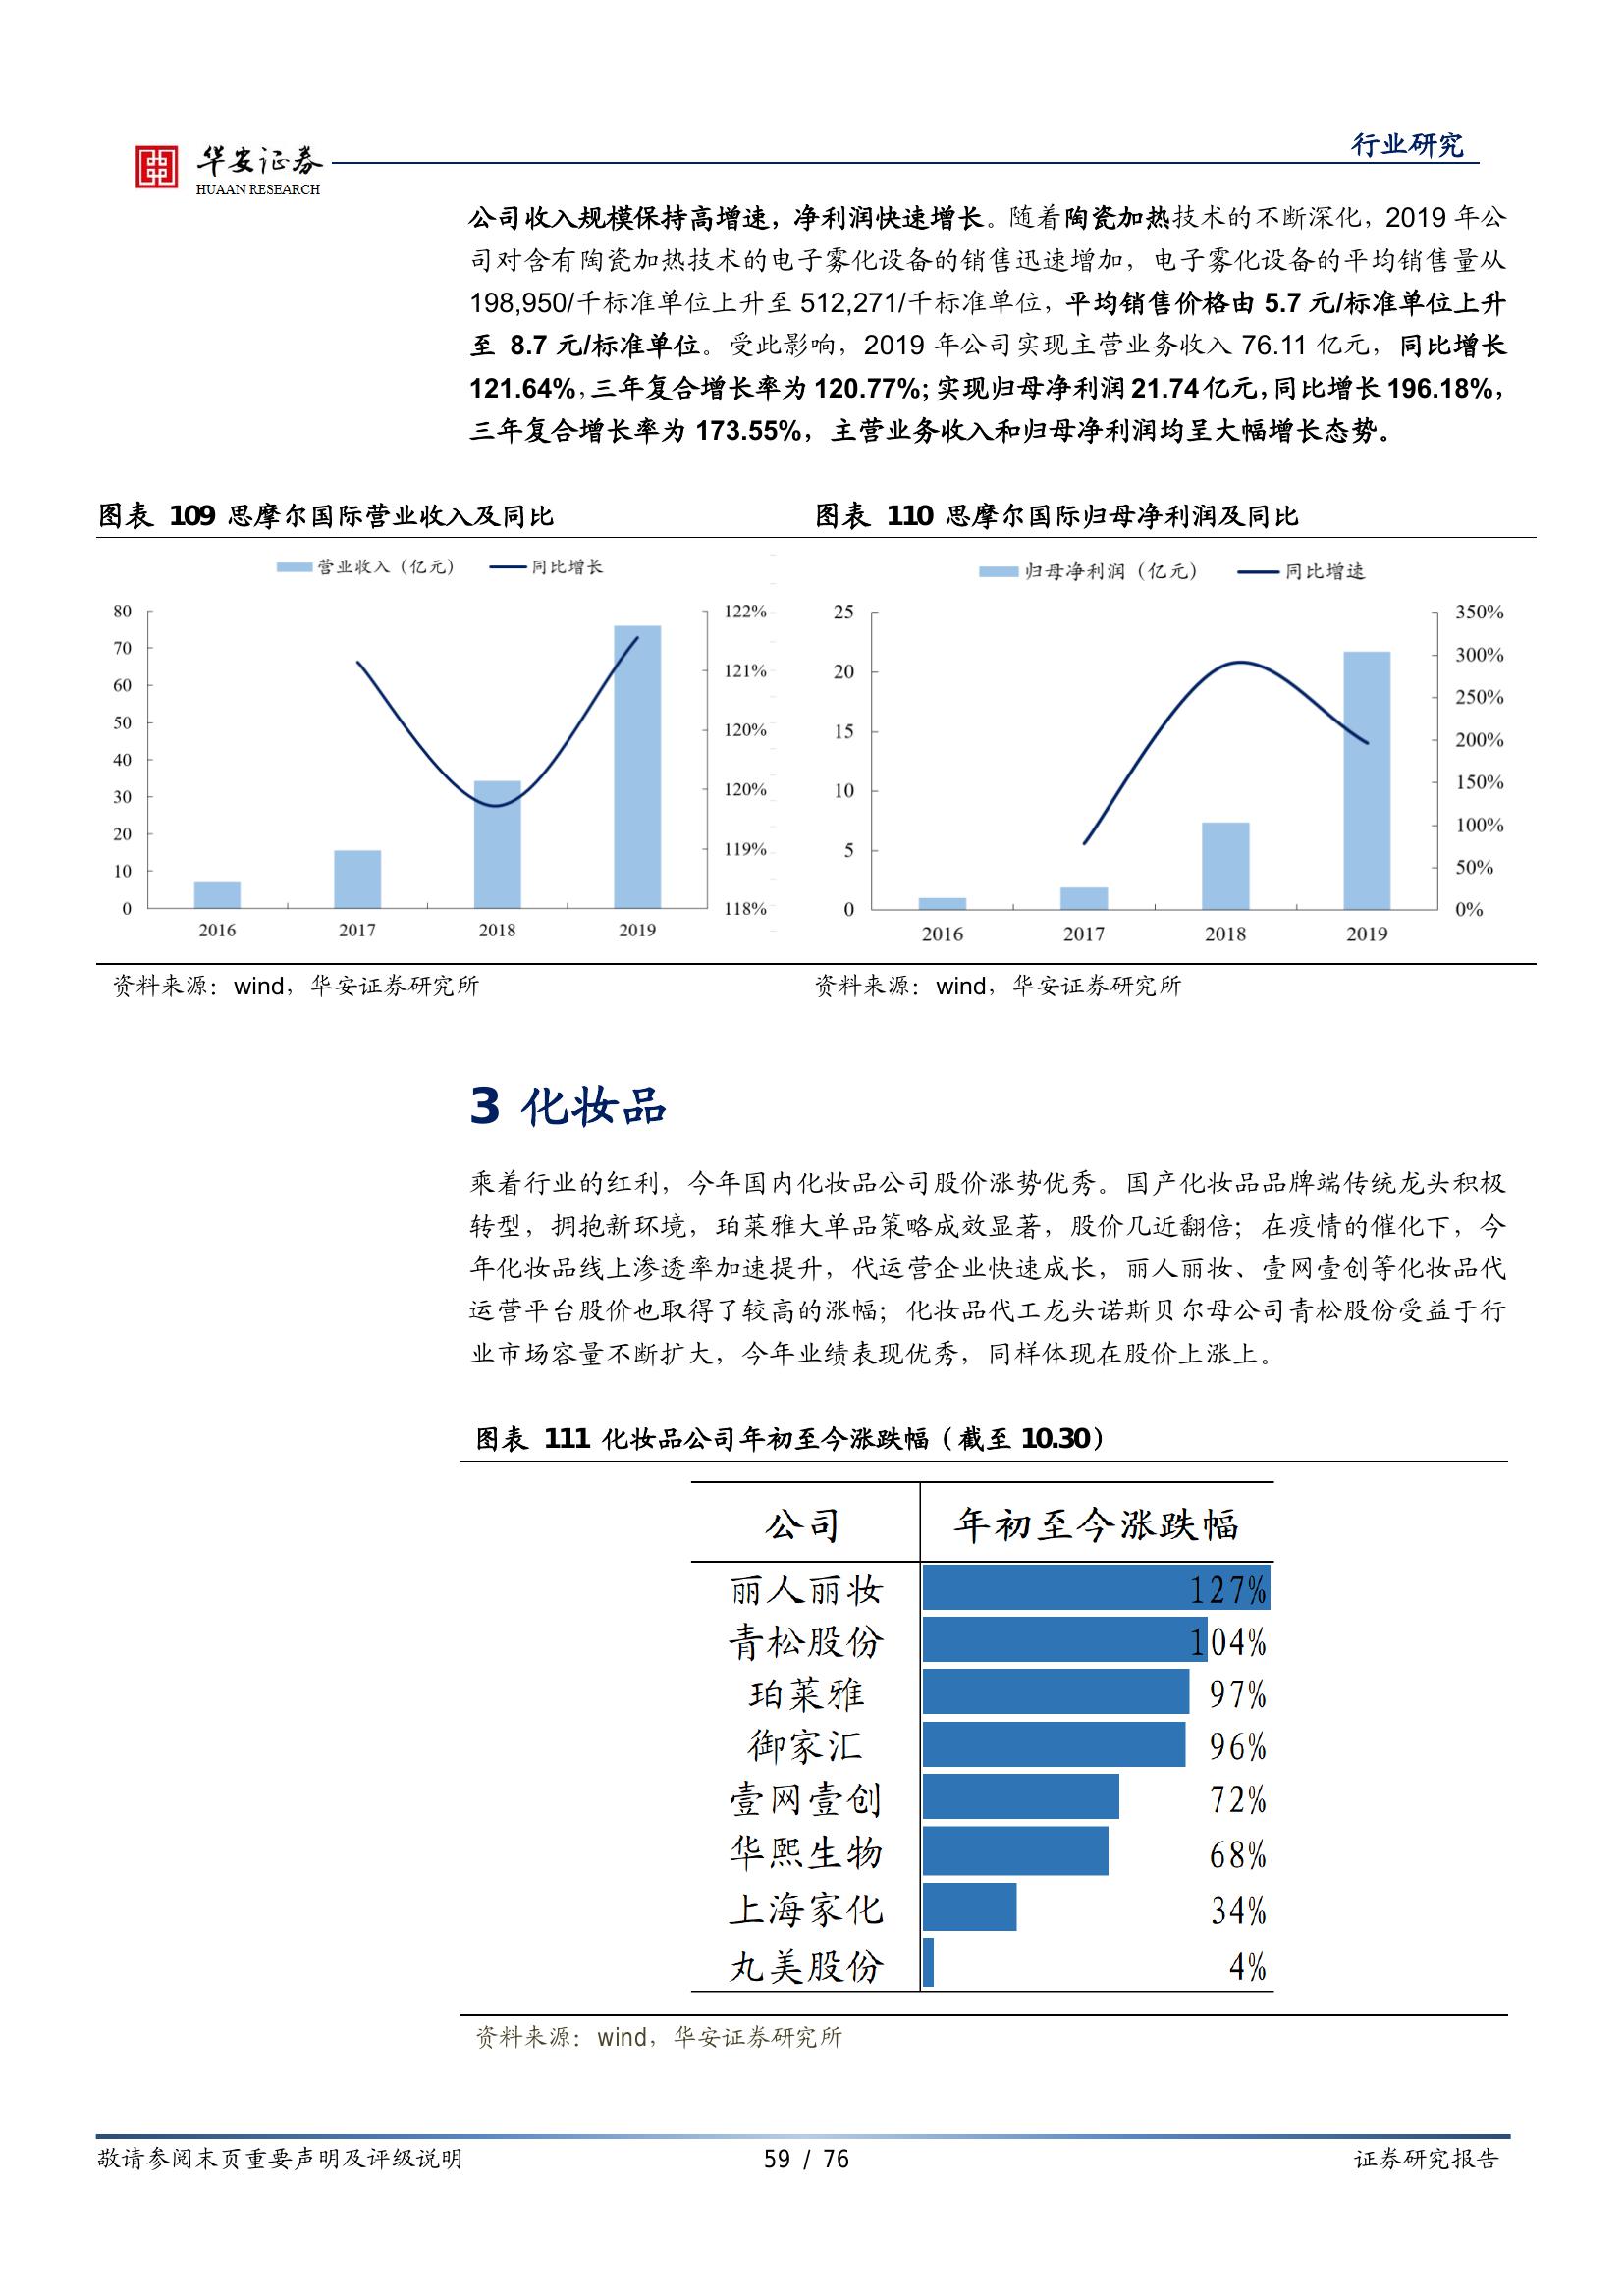 华安证券
HUAAN RESEARCH
行业研究
公司收入规模保持高增速，净利润快速增长。随着陶瓷加热技术的不断深化，2019 年公
司对含有陶瓷加热技术的电子雾化设备的销售迅速增加，电子雾化设备的平均销售量从
198,950/千标准单位上升至 512,271/千标准单位，平均销售价格由 5.7 元/标准单位上升
至 8.7 元/标准单位。受此影响，2019 年公司实现主营业务收入 76.11 亿元，同比增长
121.64%，三年复合增长率为 120.77%；实现归母净利润 21.74 亿元，同比增长 196.18%，
三年复合增长率为 173.55%，主营业务收入和归母净利润均呈大幅增长态势。
图表 109 思摩尔国际营业收入及同比
营业收入（亿元） 同比增长
80 122%
70
60 121%
50
40 120%
30 120%
20
10 119%
0 118%
2016 2017 2018 2019
资料来源：wind，华安证券研究所
图表 110 思摩尔国际归母净利润及同比
归母净利润（亿元） 同比增速
25 350%
300%
20
250%
15 200%
10 150%
100%
5
50%
0 0%
2016 2017 2018 2019
资料来源：wind，华安证券研究所
3 化妆品
乘着行业的红利，今年国内化妆品公司股价涨势优秀。国产化妆品品牌端传统龙头积极
转型，拥抱新环境，珀莱雅大单品策略成效显著，股价几近翻倍；在疫情的催化下，今
年化妆品线上渗透率加速提升，代运营企业快速成长，丽人丽妆、壹网壹创等化妆品代
运营平台股价也取得了较高的涨幅；化妆品代工龙头诺斯贝尔母公司青松股份受益于行
业市场容量不断扩大，今年业绩表现优秀，同样体现在股价上涨上。
图表 111 化妆品公司年初至今涨跌幅（截至 10.30）
公司 年初至今涨跌幅
丽人丽妆 127%
青松股份 104%
珀莱雅 97%
御家汇 96%
壹网壹创 72%
华熙生物 68%
上海家化 34%
丸美股份 4%
资料来源：wind，华安证券研究所
敬请参阅末页重要声明及评级说明 59 / 76 证券研究报告